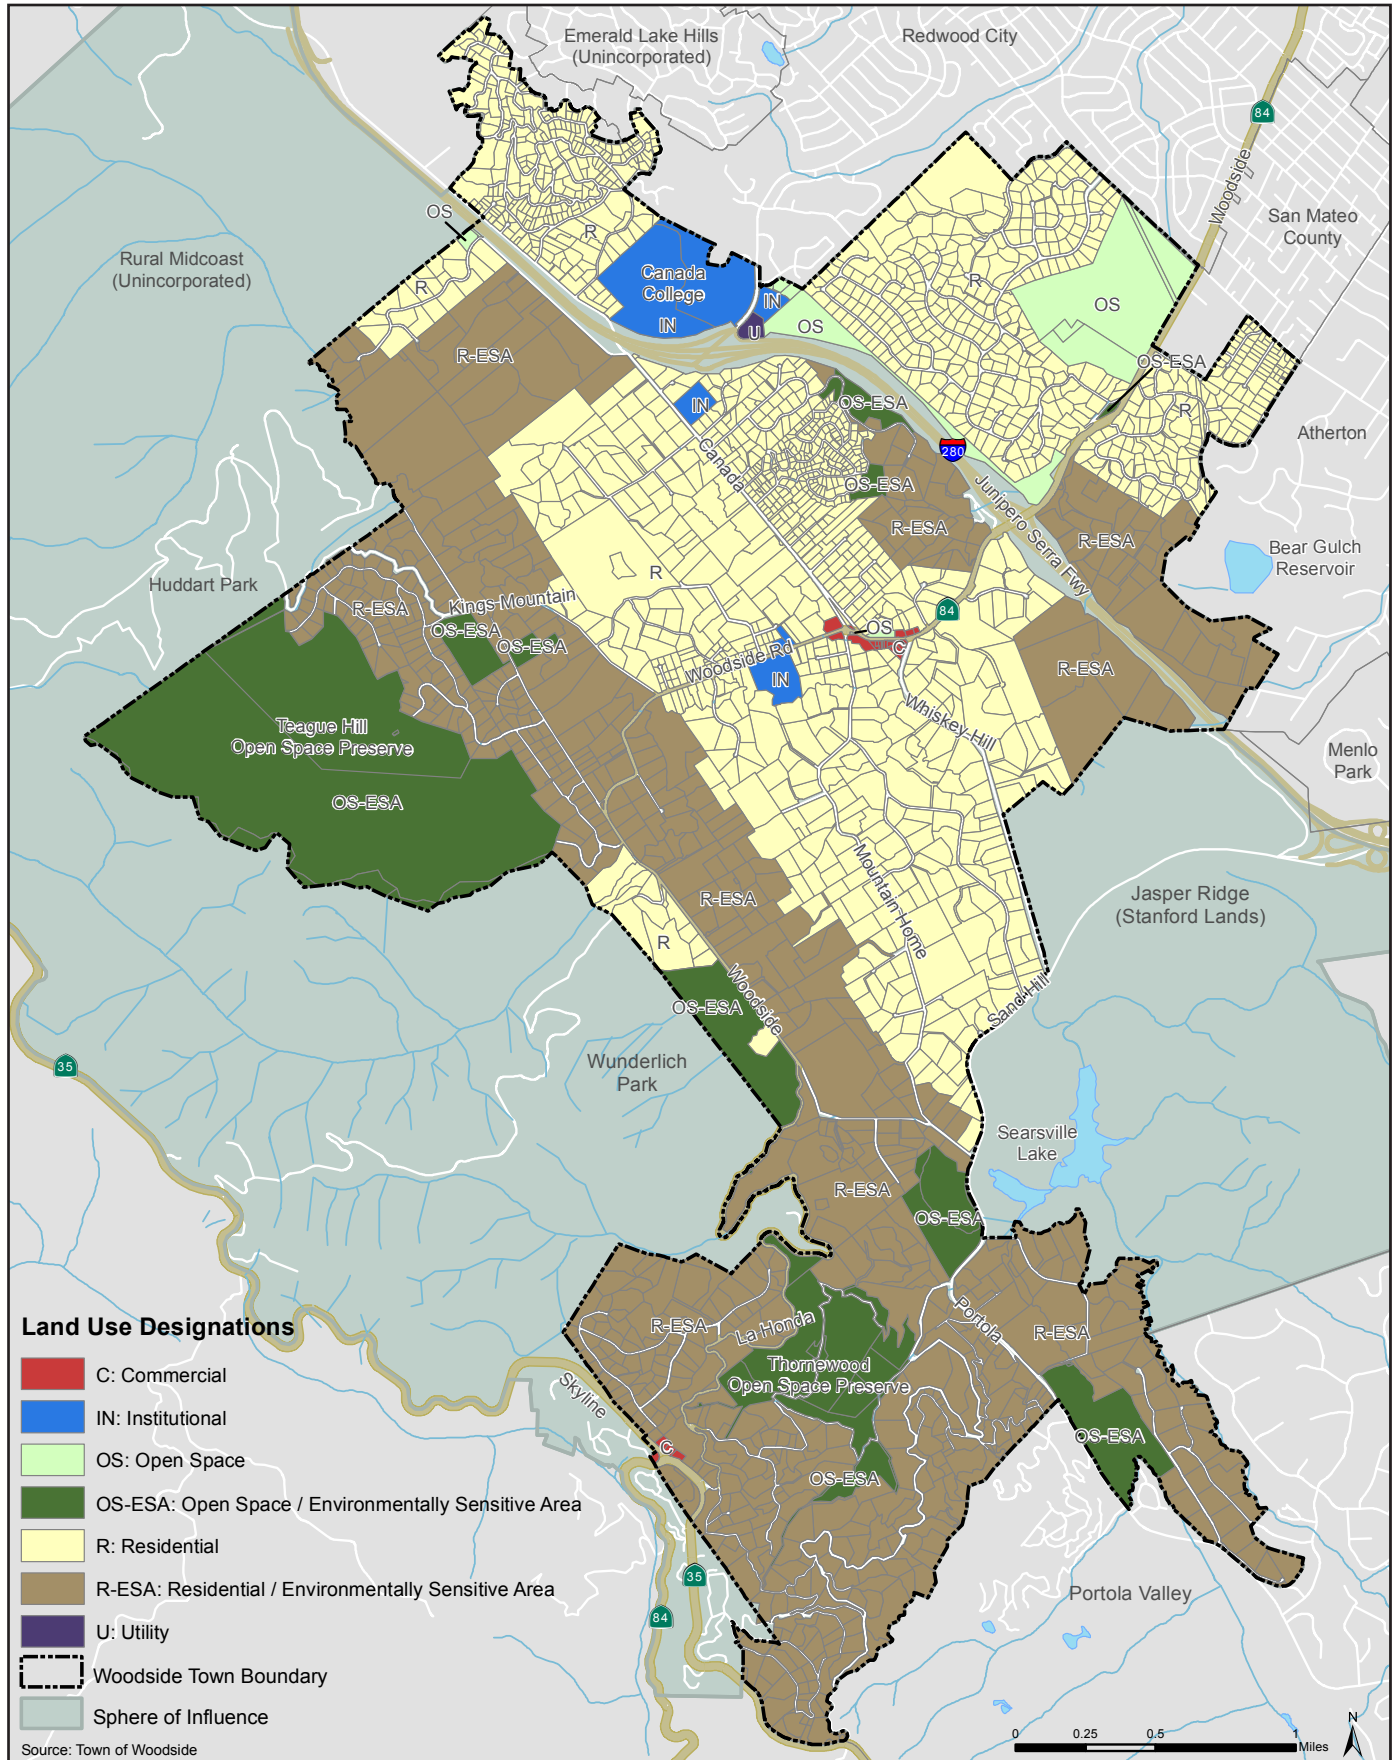 Emerald Lake Hills
(Unincorporated)
Redwood City
84
Woodside
San Mateo
County
OS
Rural Midcoast
(Unincorporated)
R
R
Canada
College
IN
IN
U
OS
R
OS
R-ESA
OS-ESA
R
IN
OS-ESA
Canada
280
Atherton
OS-ESA
Junipero Serra Fwy
R-ESA
R-ESA
Bear Gulch
Reservoir
Huddart Park
R
R-ESA
Kings Mountain
84
OS-ESA
OS-ESA
OS
C
Woodside Rd
IN
R-ESA
Whiskey Hill
Teague Hill
Open Space Preserve
Menlo
Park
OS-ESA
Mountain Home
R-ESA
Jasper Ridge
(Stanford Lands)
R
Woodside
OS-ESA
Sand Hill
35
Wunderlich
Park
Searsville
Lake
R-ESA
OS-ESA
Portola
R-ESA
La Honda
R-ESA
Thornewood
Open Space Preserve
Skyline
C
OS-ESA
OS-ESA
35
84
Portola Valley
Land Use Designations
C: Commercial
IN: Institutional
OS: Open Space
OS-ESA: Open Space / Environmentally Sensitive Area
R: Residential
R-ESA: Residential / Environmentally Sensitive Area
U: Utility
Woodside Town Boundary
Sphere of Influence
Source: Town of Woodside
0 0.25 0.5 1
Miles
N